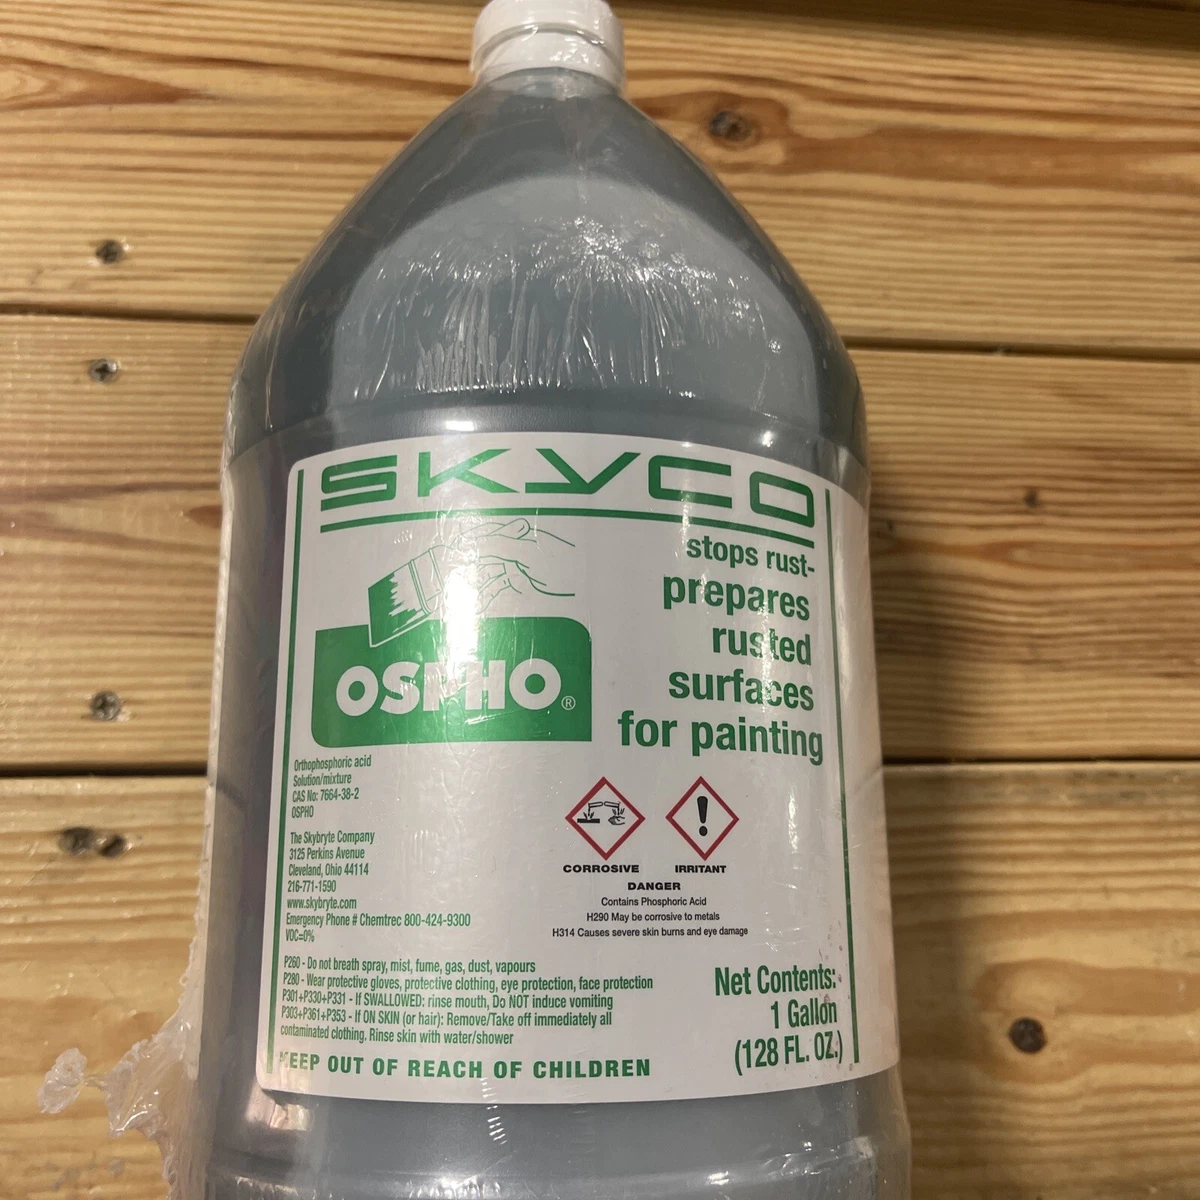 SKYCO
stops rust-
prepares
rusted
surfaces
for painting
OSPHO®
Orthophosphoric acid
Solution/mixture
CAS No: 7664-38-2
OSPHO
The Skybryte Company
3125 Perkins Avenue
Cleveland, Ohio 44114
216-771-1590
www.skybryte.com
Emergency Phone # Chemtrec 800-424-9300
VOC=0%
CORROSIVE
IRRITANT
DANGER
Contains Phosphoric Acid
H290 May be corrosive to metals
H314 Causes severe skin burns and eye damage
P260 - Do not breath spray, mist, fume, gas, dust, vapours
P280 - Wear protective gloves, protective clothing, eye protection, face protection
P301+P330+P331 - If SWALLOWED: rinse mouth, Do NOT induce vomiting
P303+P361+P353 - If ON SKIN (or hair): Remove/Take off immediately all
contaminated clothing. Rinse skin with water/shower
KEEP OUT OF REACH OF CHILDREN
Net Contents:
1 Gallon
(128 FL. OZ.)